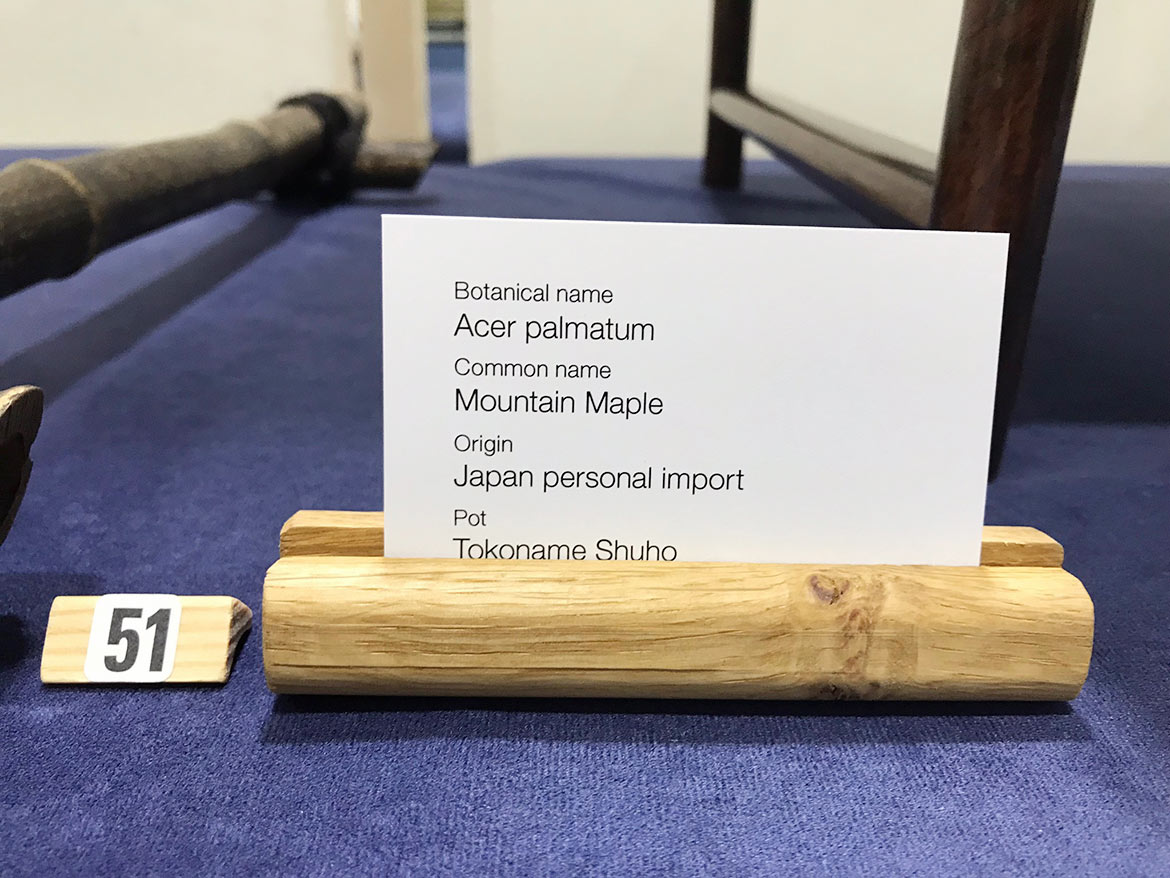 Botanical name
Acer palmatum
Common name
Mountain Maple
Origin
Japan personal import
Pot
Tokoname Shuho
51